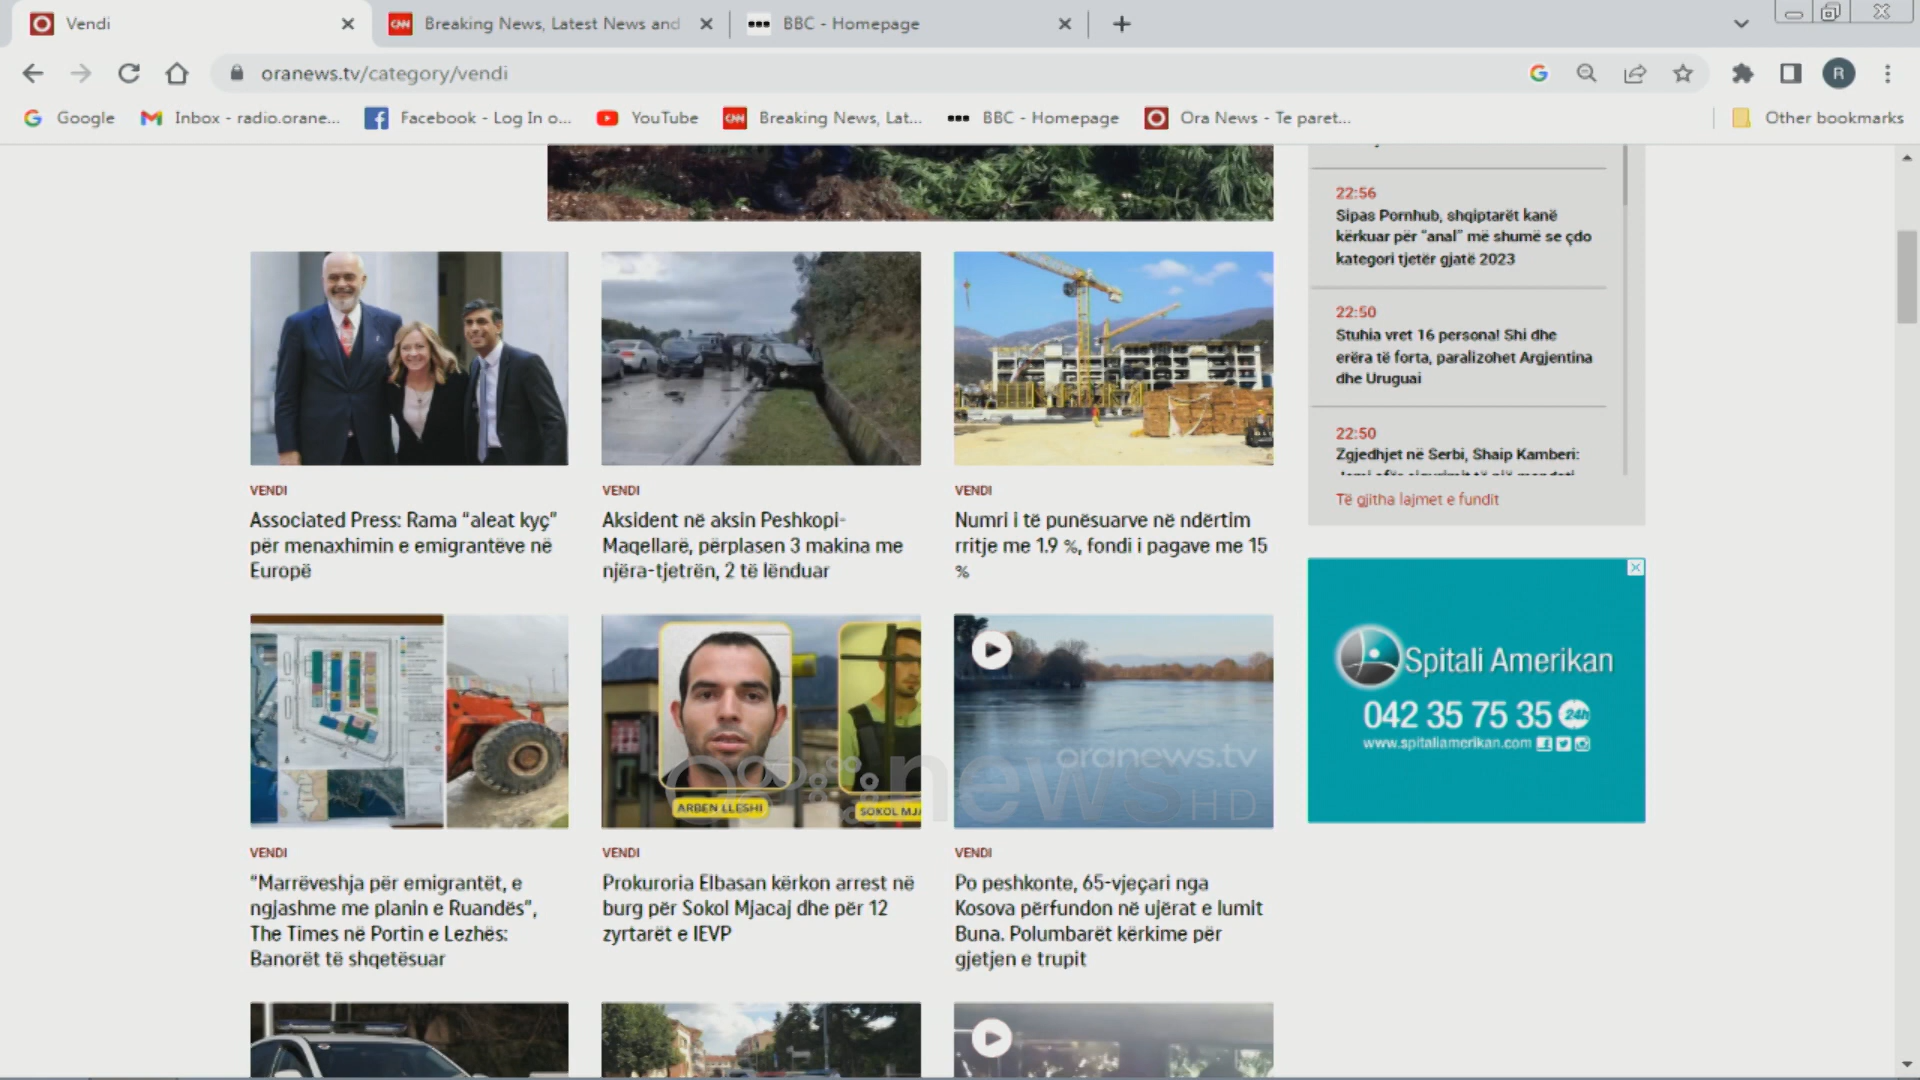 Vendi
Breaking News, Latest News and
BBC - Homepage
oranews.tv/category/vendi
R
Google
Inbox - radio.orane...
Facebook - Log In o...
YouTube
Breaking News, Lat...
BBC - Homepage
Ora News - Te paret...
Other bookmarks
22:56
Sipas Pornhub, shqiptarët kanë
kërkuar për "anal" më shumë se çdo
kategori tjetër gjatë 2023
22:50
Stuhia vret 16 persona! Shi dhe
erëra të forta, paralizohet Argjentina
dhe Uruguai
22:50
Zgjedhjet në Serbi, Shaip Kamberi:
Të gjitha lajmet e fundit
VENDI
Associated Press: Rama "aleat kyç"
për menaxhimin e emigrantëve në
Europë
VENDI
Aksident në aksin Peshkopi-
Maqellarë, përplasen 3 makina me
njëra-tjetrën, 2 të lënduar
VENDI
Numri i të punësuarve në ndërtim
rritje me 1.9 %, fondi i pagave me 15
%
Spitali Amerikan
042 35 75 35 24h
www.spitaliamerikan.com
ARBEN LLESHI
SOKOL MJA
oranews.tv
news HD
VENDI
"Marrëveshja për emigrantët, e
ngjashme me planin e Ruandës",
The Times në Portin e Lezhës:
Banorët të shqetësuar
VENDI
Prokuroria Elbasan kërkon arrest në
burg për Sokol Mjacaj dhe për 12
zyrtarët e IEVP
VENDI
Po peshkonte, 65-vjeçari nga
Kosova përfundon në ujërat e lumit
Buna. Polumbarët kërkime për
gjetjen e trupit